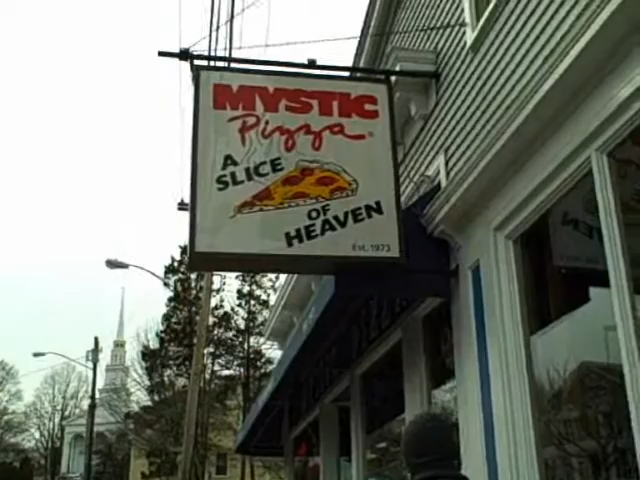 MYSTIC
Pizza
A
SLICE
OF
HEAVEN
Est. 1973